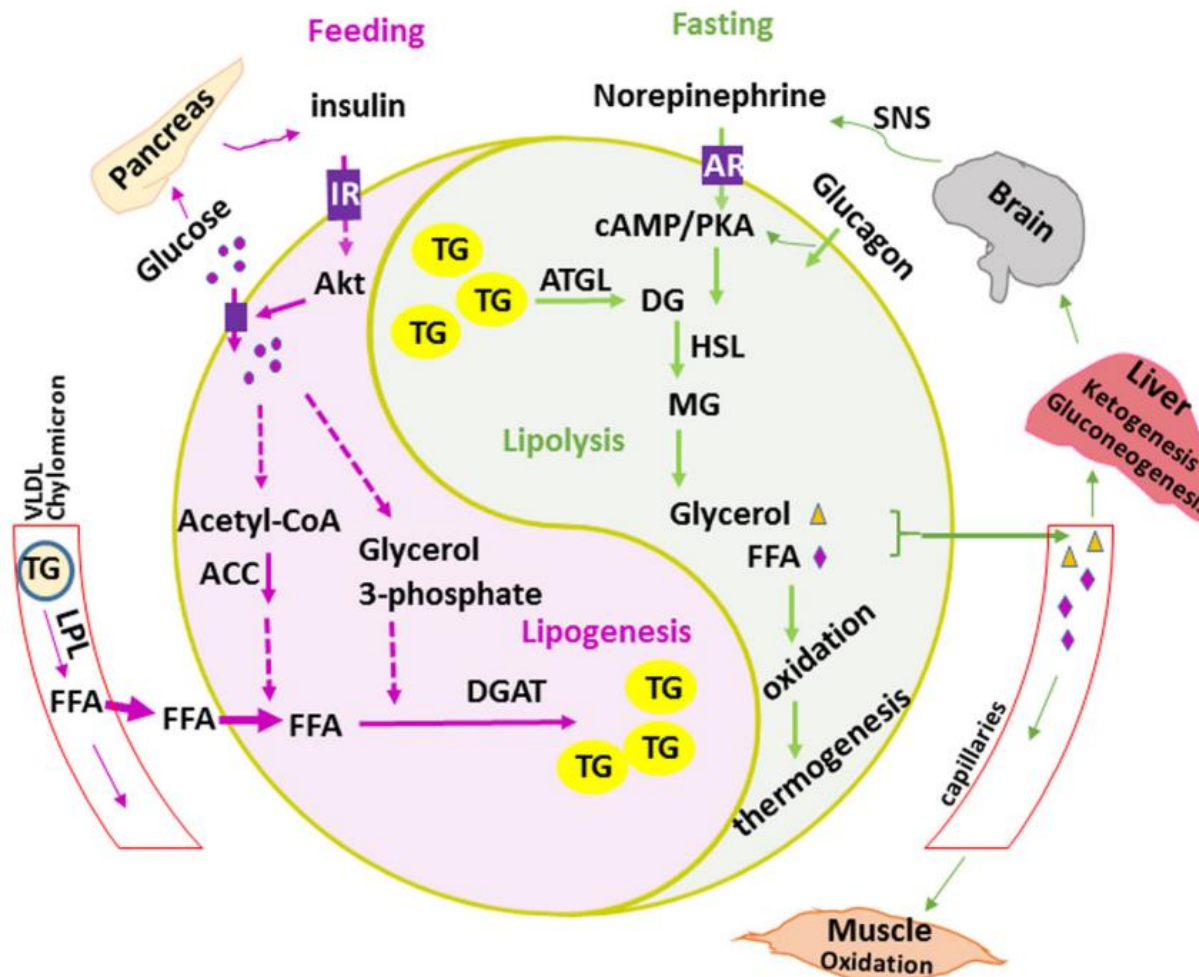 Feeding
Fasting
Pancreas
insulin
Norepinephrine
SNS
IR
AR
Brain
Glucose
Akt
cAMP/PKA
Glucagon
TG
TG
TG
ATGL
DG
HSL
MG
Lipolysis
Liver
Ketogenesis
Gluconeogenesis
VLDL
Chylomicron
Acetyl-CoA
ACC
Glycerol
3-phosphate
Glycerol
FFA
TG
LPL
Lipogenesis
oxidation
FFA
FFA
FFA
DGAT
TG
TG
TG
thermogenesis
capillaries
Muscle
Oxidation